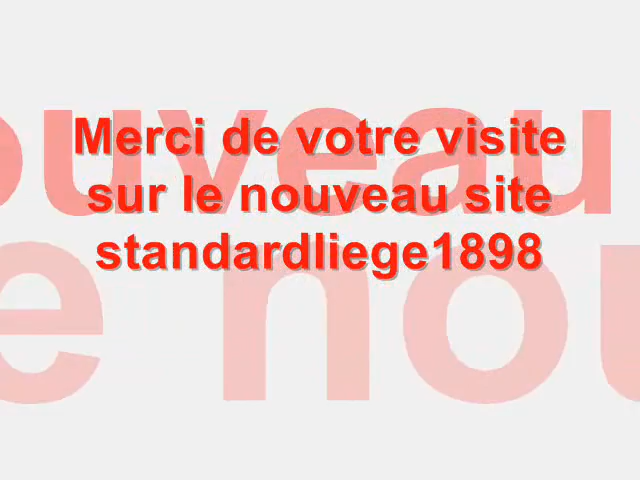 Merci de votre visite
sur le nouveau site
standardliege1898